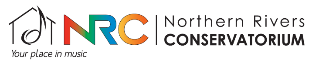 NRC
Northern Rivers
CONSERVATORIUM
Your place in music